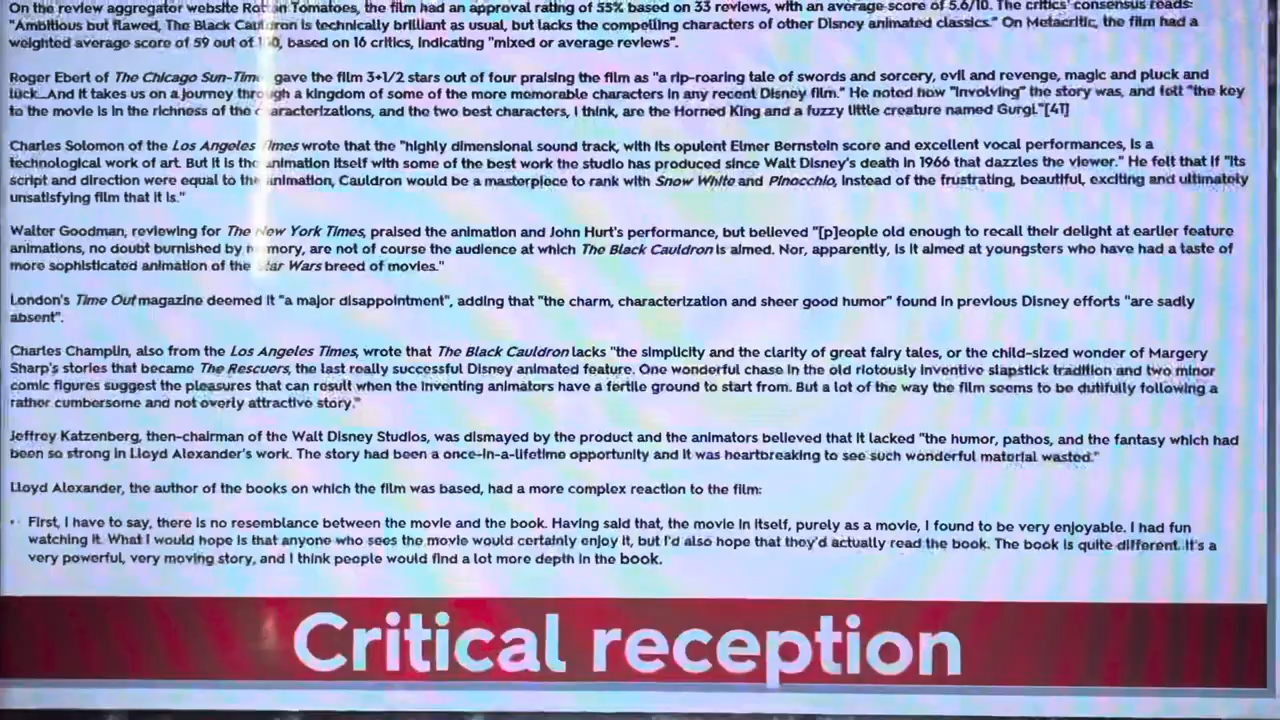 On the review aggregator website Rotten Tomatoes, the film had an approval rating of 55% based on 33 reviews, with an average score of 5.6/10. The critics' consensus reads:
"Ambitious but flawed, The Black Cauldron is technically brilliant as usual, but lacks the compelling characters of other Disney animated classics." On Metacritic, the film had a
weighted average score of 59 out of 100, based on 16 critics, indicating "mixed or average reviews".
Roger Ebert of The Chicago Sun-Times gave the film 3+1/2 stars out of four praising the film as "a rip-roaring tale of swords and sorcery, evil and revenge, magic and pluck and
luck...And it takes us on a journey through a kingdom of some of the more memorable characters in any recent Disney film." He noted how "involving" the story was, and felt "the key
to the movie is in the richness of the characterizations, and the two best characters, I think, are the Horned King and a fuzzy little creature named Gurgi."[41]
Charles Solomon of the Los Angeles Times wrote that the "highly dimensional sound track, with its opulent Elmer Bernstein score and excellent vocal performances, is a
technological work of art. But it is the animation itself with some of the best work the studio has produced since Walt Disney's death in 1966 that dazzles the viewer." He felt that if "its
script and direction were equal to the animation, Cauldron would be a masterpiece to rank with Snow White and Pinocchio, instead of the frustrating, beautiful, exciting and ultimately
unsatisfying film that it is."
Walter Goodman, reviewing for The New York Times, praised the animation and John Hurt's performance, but believed "[p]eople old enough to recall their delight at earlier feature
animations, no doubt burnished by memory, are not of course the audience at which The Black Cauldron is aimed. Nor, apparently, is it aimed at youngsters who have had a taste of
more sophisticated animation of the Star Wars breed of movies."
London's Time Out magazine deemed it "a major disappointment", adding that "the charm, characterization and sheer good humor" found in previous Disney efforts "are sadly
absent".
Charles Champlin, also from the Los Angeles Times, wrote that The Black Cauldron lacks "the simplicity and the clarity of great fairy tales, or the child-sized wonder of Margery
Sharp's stories that became The Rescuers, the last really successful Disney animated feature. One wonderful chase in the old riotously inventive slapstick tradition and two minor
comic figures suggest the pleasures that can result when the inventing animators have a fertile ground to start from. But a lot of the way the film seems to be dutifully following a
rather cumbersome and not overly attractive story."
Jeffrey Katzenberg, then-chairman of the Walt Disney Studios, was dismayed by the product and the animators believed that it lacked "the humor, pathos, and the fantasy which had
been so strong in Lloyd Alexander's work. The story had been a once-in-a-lifetime opportunity and it was heartbreaking to see such wonderful material wasted."
Lloyd Alexander, the author of the books on which the film was based, had a more complex reaction to the film:
• First, I have to say, there is no resemblance between the movie and the book. Having said that, the movie in itself, purely as a movie, I found to be very enjoyable. I had fun
watching it. What I would hope is that anyone who sees the movie would certainly enjoy it, but I'd also hope that they'd actually read the book. The book is quite different. It's a
very powerful, very moving story, and I think people would find a lot more depth in the book.
Critical reception